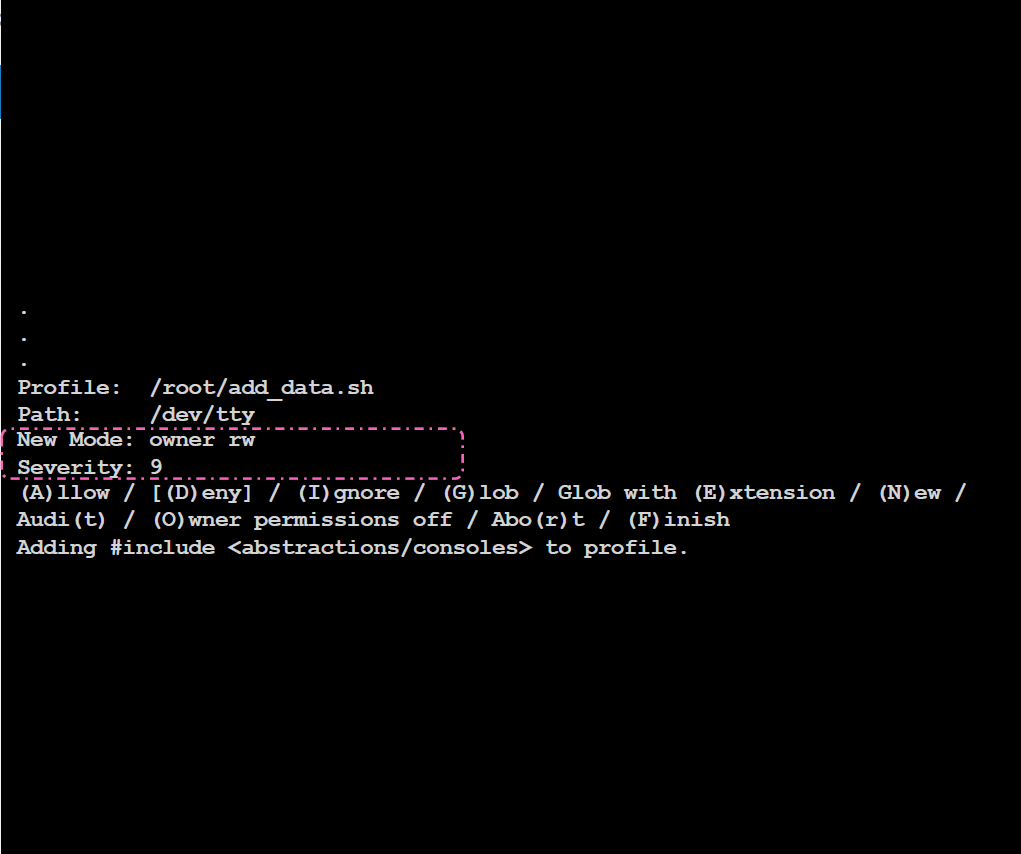 .
.
.
Profile:  /root/add_data.sh
Path:     /dev/tty
New Mode: owner rw
Severity: 9
(A)llow / [(D)eny] / (I)gnore / (G)lob / Glob with (E)xtension / (N)ew /
Audi(t) / (O)wner permissions off / Abo(r)t / (F)inish
Adding #include <abstractions/consoles> to profile.